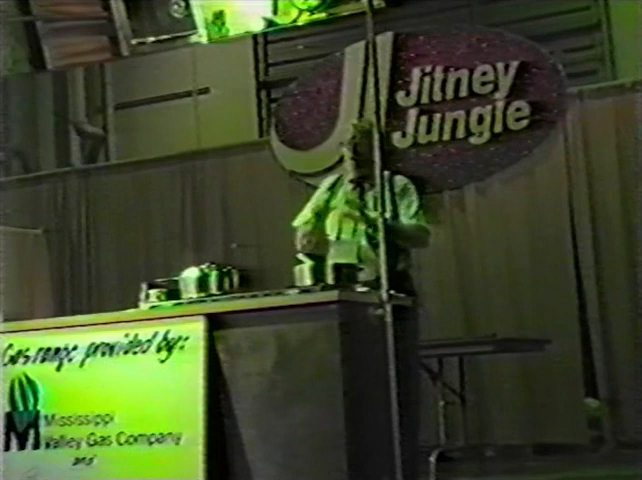 J
Jitney
Jungle
Gas range provided by:
M
Mississippi
Valley Gas Company
and